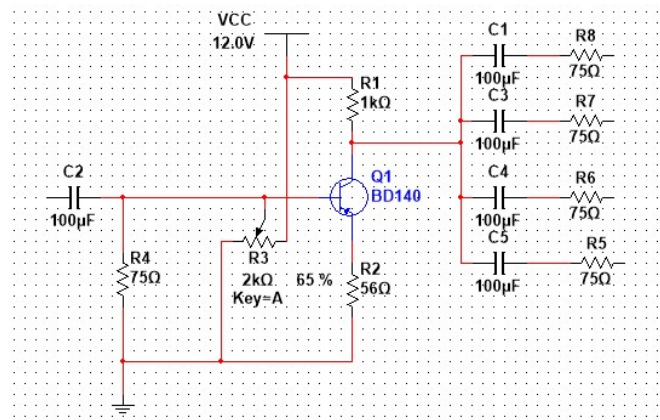 VCC
12.0V
R1
1kΩ
C1
100µF
R8
75Ω
C3
100µF
R7
75Ω
C4
100µF
R6
75Ω
C5
100µF
R5
75Ω
Q1
BD140
C2
100µF
R4
75Ω
R3
2kΩ
65 %
Key=A
R2
56Ω